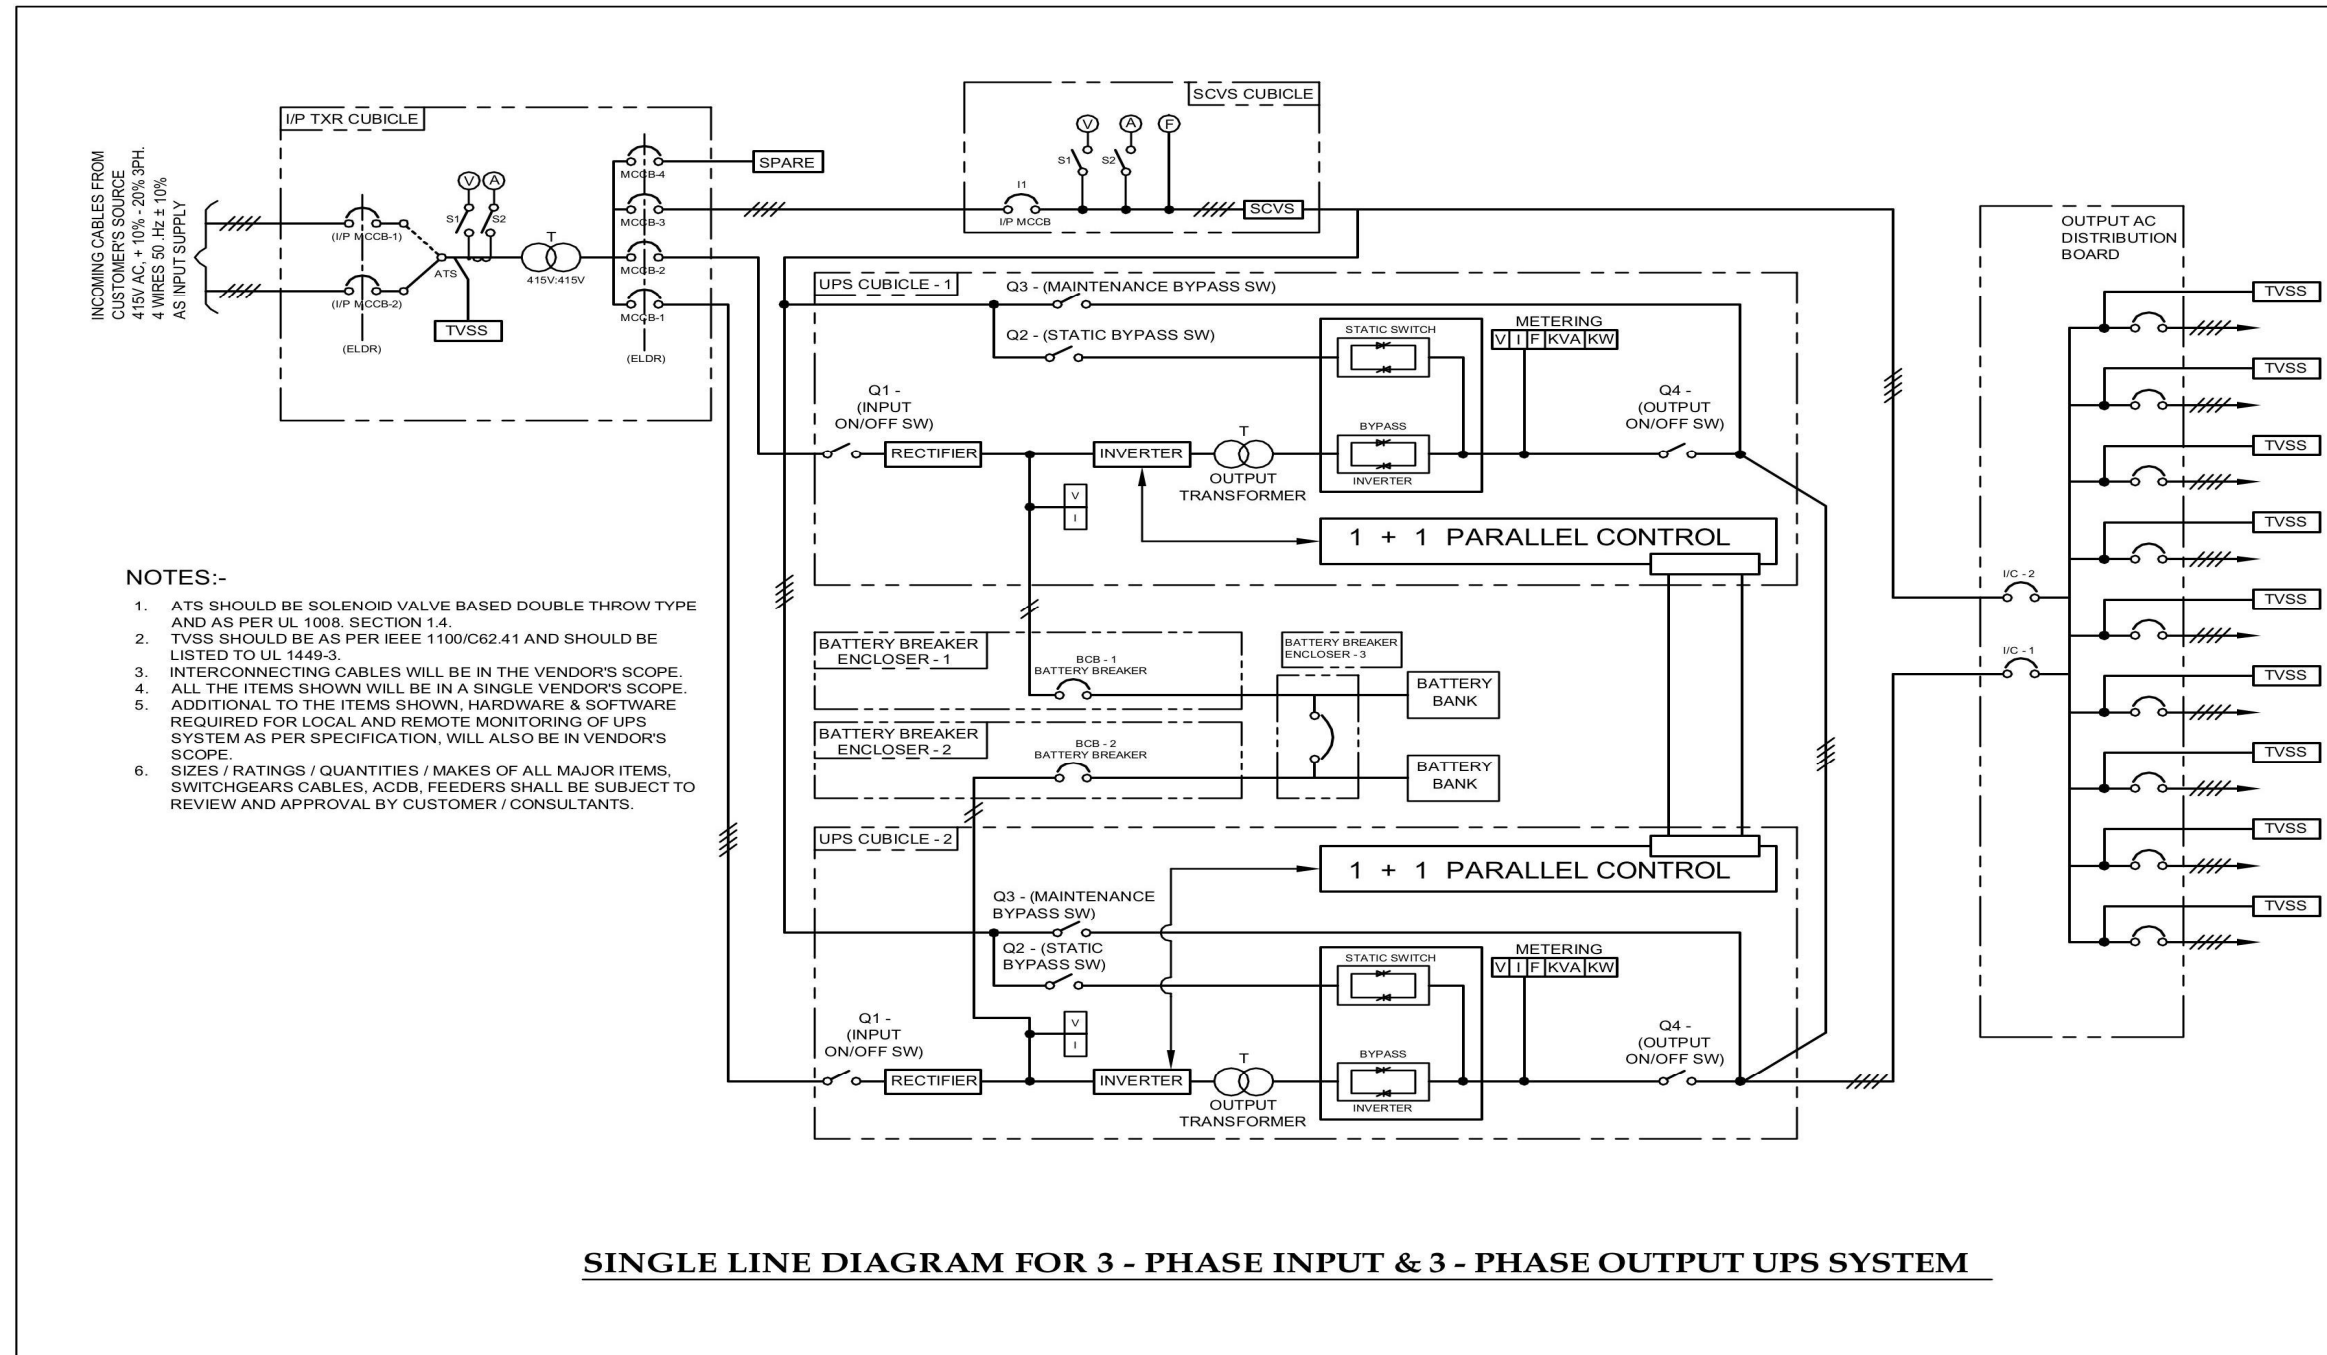 I/P TXR CUBICLE
INCOMING CABLES FROM
CUSTOMER'S SOURCE
415V AC, + 10% - 20% 3PH.
4 WIRES 50 .Hz ± 10%
AS INPUT SUPPLY
(I/P MCCB-1)
(I/P MCCB-2)
(ELDR)
V A
S1 S2
ATS
TVSS
T
415V:415V
MCCB-4
MCCB-3
MCCB-2
MCCB-1
(ELDR)
SPARE
SCVS CUBICLE
V A F
S1 S2
I1
I/P MCCB
SCVS
UPS CUBICLE - 1
Q3 - (MAINTENANCE BYPASS SW)
Q2 - (STATIC BYPASS SW)
Q1 -
(INPUT
ON/OFF SW)
RECTIFIER
V
I
INVERTER
T
OUTPUT
TRANSFORMER
STATIC SWITCH
BYPASS
INVERTER
METERING
V I F KVA KW
Q4 -
(OUTPUT
ON/OFF SW)
1 + 1 PARALLEL CONTROL
BATTERY BREAKER
ENCLOSER - 1
BCB - 1
BATTERY BREAKER
BATTERY BREAKER
ENCLOSER - 3
BATTERY
BANK
BATTERY BREAKER
ENCLOSER - 2
BCB - 2
BATTERY BREAKER
BATTERY
BANK
UPS CUBICLE - 2
1 + 1 PARALLEL CONTROL
Q3 - (MAINTENANCE
BYPASS SW)
Q2 - (STATIC
BYPASS SW)
Q1 -
(INPUT
ON/OFF SW)
RECTIFIER
V
I
INVERTER
T
OUTPUT
TRANSFORMER
STATIC SWITCH
BYPASS
INVERTER
METERING
V I F KVA KW
Q4 -
(OUTPUT
ON/OFF SW)
OUTPUT AC
DISTRIBUTION
BOARD
I/C - 2
I/C - 1
TVSS
TVSS
TVSS
TVSS
TVSS
TVSS
TVSS
TVSS
TVSS
NOTES:-
1. ATS SHOULD BE SOLENOID VALVE BASED DOUBLE THROW TYPE
AND AS PER UL 1008. SECTION 1.4.
2. TVSS SHOULD BE AS PER IEEE 1100/C62.41 AND SHOULD BE
LISTED TO UL 1449-3.
3. INTERCONNECTING CABLES WILL BE IN THE VENDOR'S SCOPE.
4. ALL THE ITEMS SHOWN WILL BE IN A SINGLE VENDOR'S SCOPE.
5. ADDITIONAL TO THE ITEMS SHOWN, HARDWARE & SOFTWARE
REQUIRED FOR LOCAL AND REMOTE MONITORING OF UPS
SYSTEM AS PER SPECIFICATION, WILL ALSO BE IN VENDOR'S
SCOPE.
6. SIZES / RATINGS / QUANTITIES / MAKES OF ALL MAJOR ITEMS,
SWITCHGEARS CABLES, ACDB, FEEDERS SHALL BE SUBJECT TO
REVIEW AND APPROVAL BY CUSTOMER / CONSULTANTS.
SINGLE LINE DIAGRAM FOR 3 - PHASE INPUT & 3 - PHASE OUTPUT UPS SYSTEM